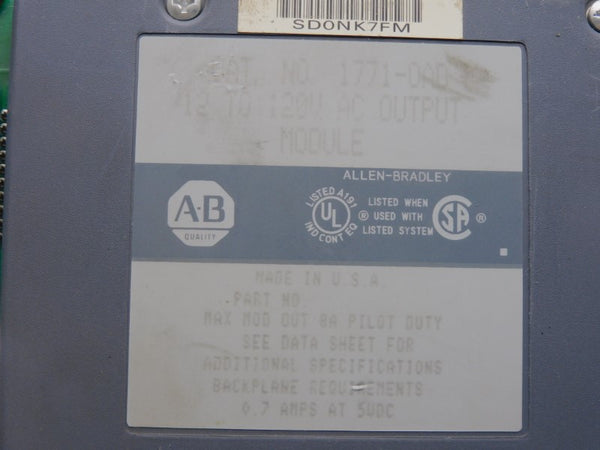 SD0NK7FM
NO. 1771-OAD
12 TO 120V AC OUTPUT
MODULE
ALLEN-BRADLEY
A-B
QUALITY
LISTED A191
UL ®
IND CONT EQ
LISTED WHEN
USED WITH
LISTED SYSTEM
SA ®
MADE IN U.S.A.
PART NO.
MAX MOD OUT 8A PILOT DUTY
SEE DATA SHEET FOR
ADDITIONAL SPECIFICATIONS
BACKPLANE REQUIREMENTS
0.7 AMPS AT 5VDC